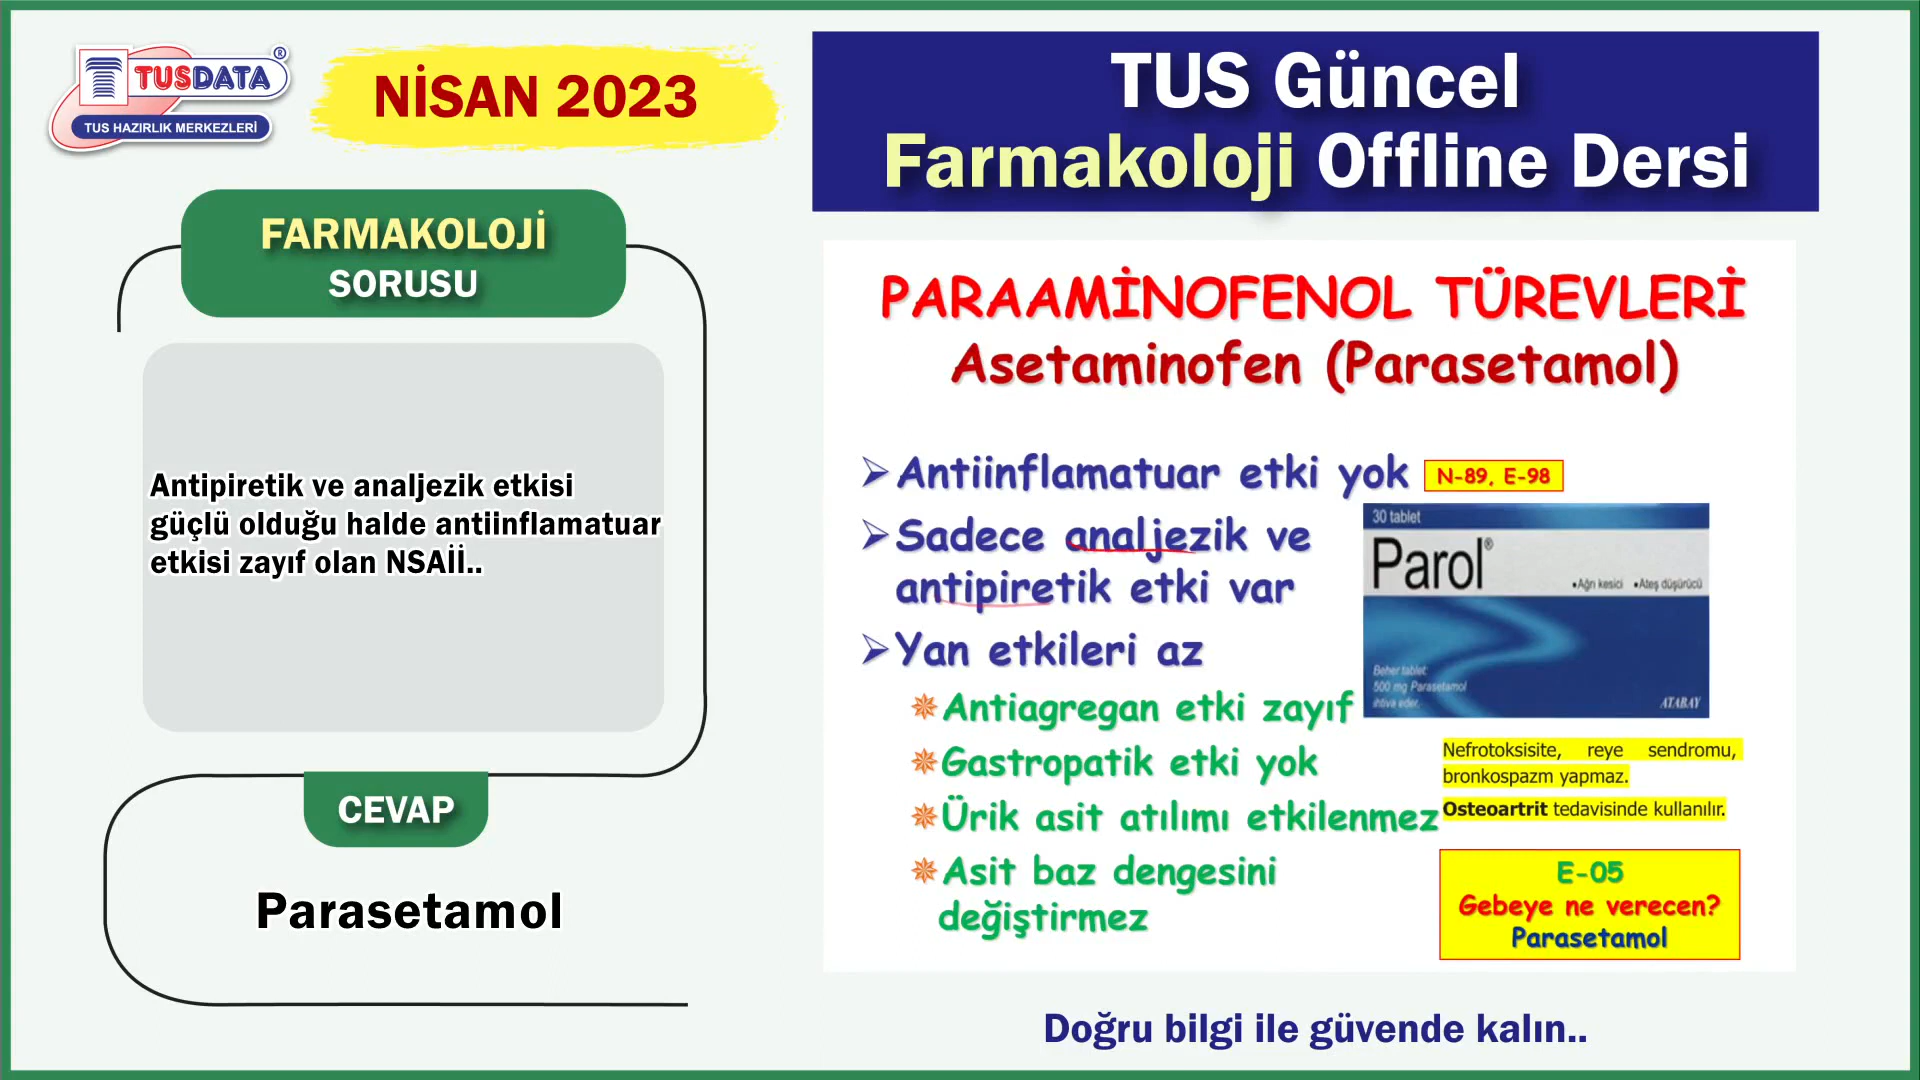 TUSDATA®
TUS HAZIRLIK MERKEZLERİ
NİSAN 2023
TUS Güncel
Farmakoloji Offline Dersi
FARMAKOLOJİ
SORUSU
Antipiretik ve analjezik etkisi
güçlü olduğu halde antiinflamatuar
etkisi zayıf olan NSAİİ..
CEVAP
Parasetamol
PARAAMİNOFENOL TÜREVLERİ
Asetaminofen (Parasetamol)
➢Antiinflamatuar etki yok N-89, E-98
➢Sadece analjezik ve
antipiretik etki var
➢Yan etkileri az
Antiagregan etki zayıf
Gastropatik etki yok
Ürik asit atılımı etkilenmez
Asit baz dengesini
değiştirmez
30 tablet
Parol®
•Ağrı kesici •Ateş düşürücü
Beher tablet
500 mg Parasetamol
ihtiva eder.
ATABAY
Nefrotoksisite, reye sendromu,
bronkospazm yapmaz.
Osteoartrit tedavisinde kullanılır.
E-05
Gebeye ne verecen?
Parasetamol
Doğru bilgi ile güvende kalın..